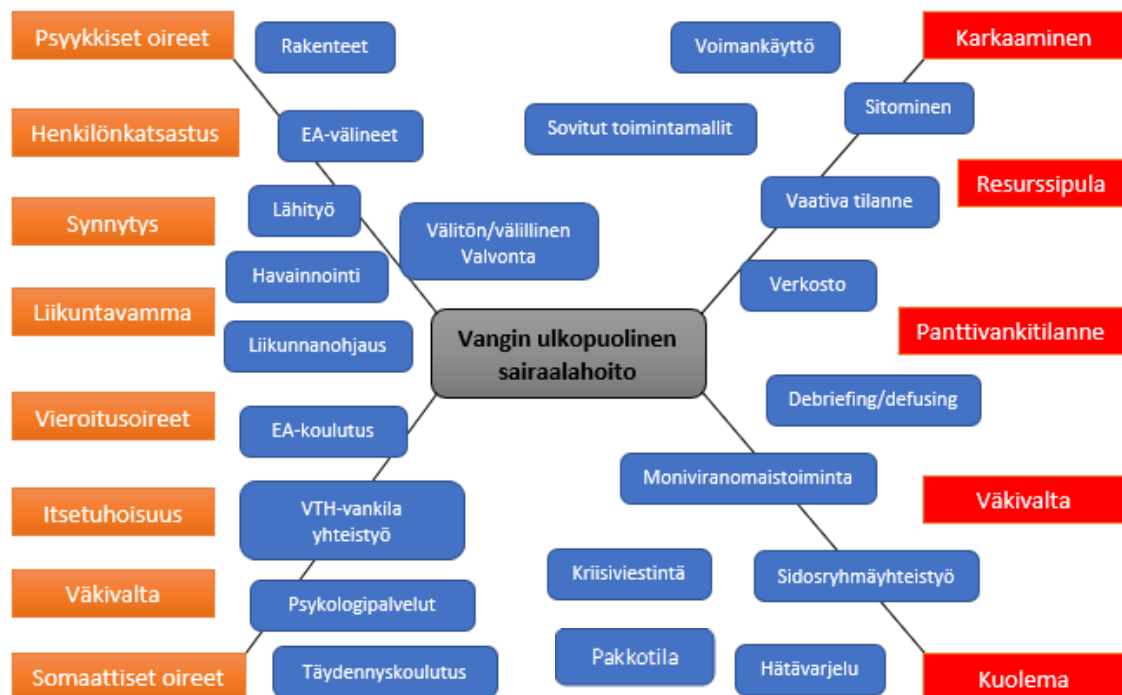 Psyykkiset oireet
Rakenteet
Voimankäyttö
Karkaaminen
Henkilönkatsastus
EA-välineet
Sovitut toimintamallit
Sitominen
Resurssipula
Synnytys
Lähityö
Välitön/välillinen
Valvonta
Vaativa tilanne
Havainnointi
Verkosto
Liikuntavamma
Liikunnanohjaus
Vangin ulkopuolinen
sairaalahoito
Panttivankitilanne
Vieroitusoireet
EA-koulutus
Debriefing/defusing
Moniviranomaistoiminta
Itsetuhoisuus
VTH-vankila
yhteistyö
Väkivalta
Väkivalta
Psykologipalvelut
Kriisiviestintä
Sidosryhmäyhteistyö
Somaattiset oireet
Täydennyskoulutus
Pakkotila
Hätävarjelu
Kuolema